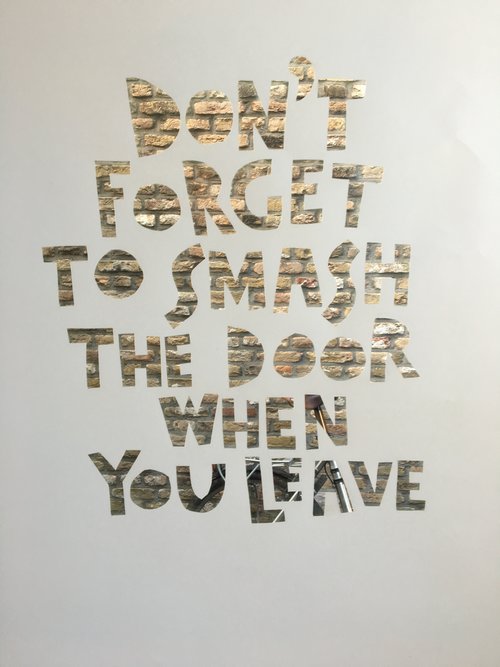 DON'T
FORGET
TO SMASH
THE DOOR
WHEN
YOU LEAVE